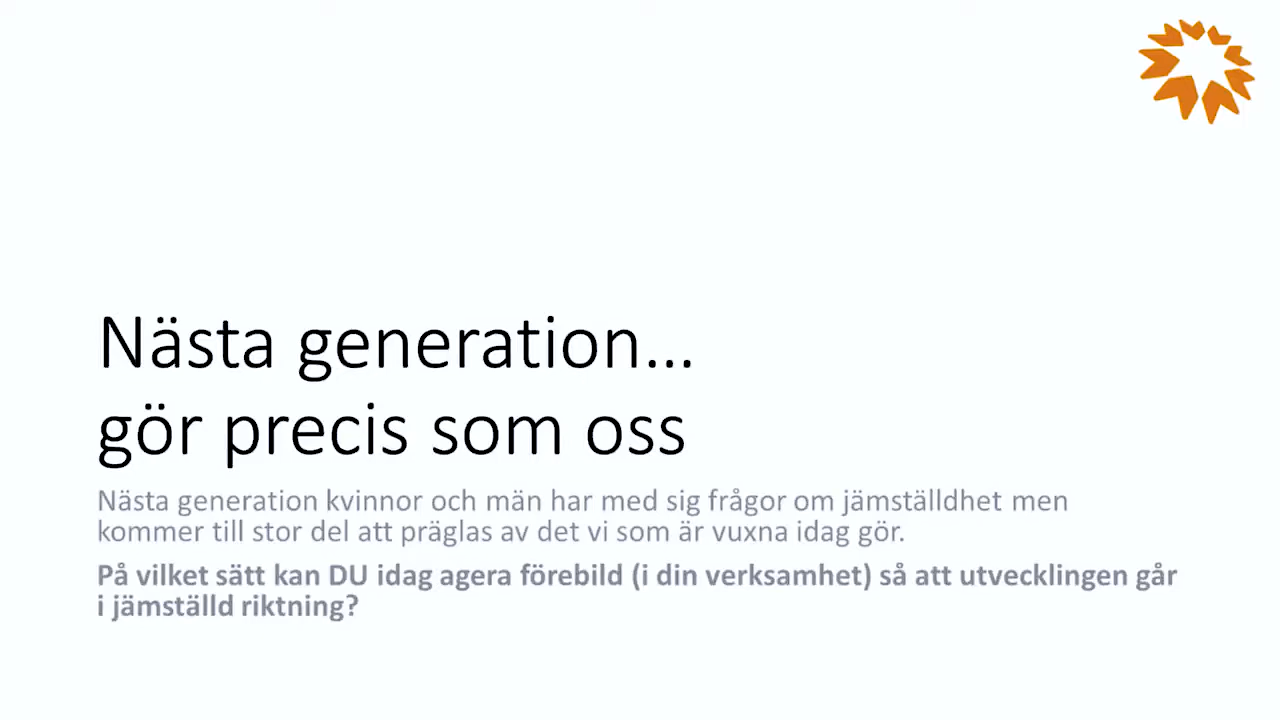 Nästa generation...
gör precis som oss
Nästa generation kvinnor och män har med sig frågor om jämställdhet men
kommer till stor del att präglas av det vi som är vuxna idag gör.
På vilket sätt kan DU idag agera förebild (i din verksamhet) så att utvecklingen går
i jämställd riktning?